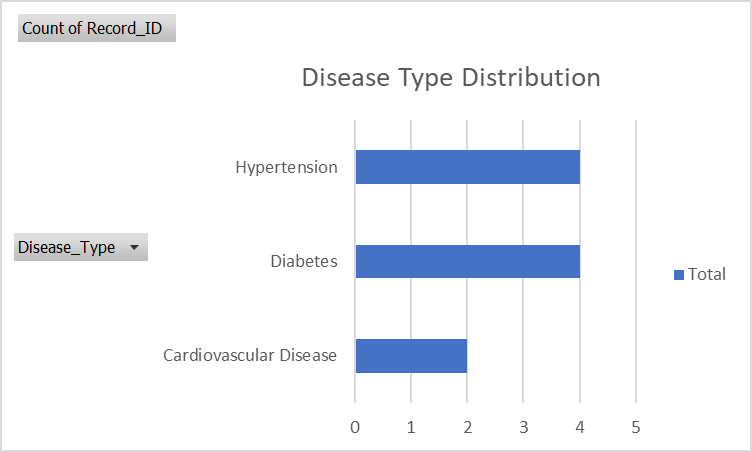 Count of Record_ID
Disease Type Distribution
Hypertension
Disease_Type
Diabetes
Total
Cardiovascular Disease
0 1 2 3 4 5